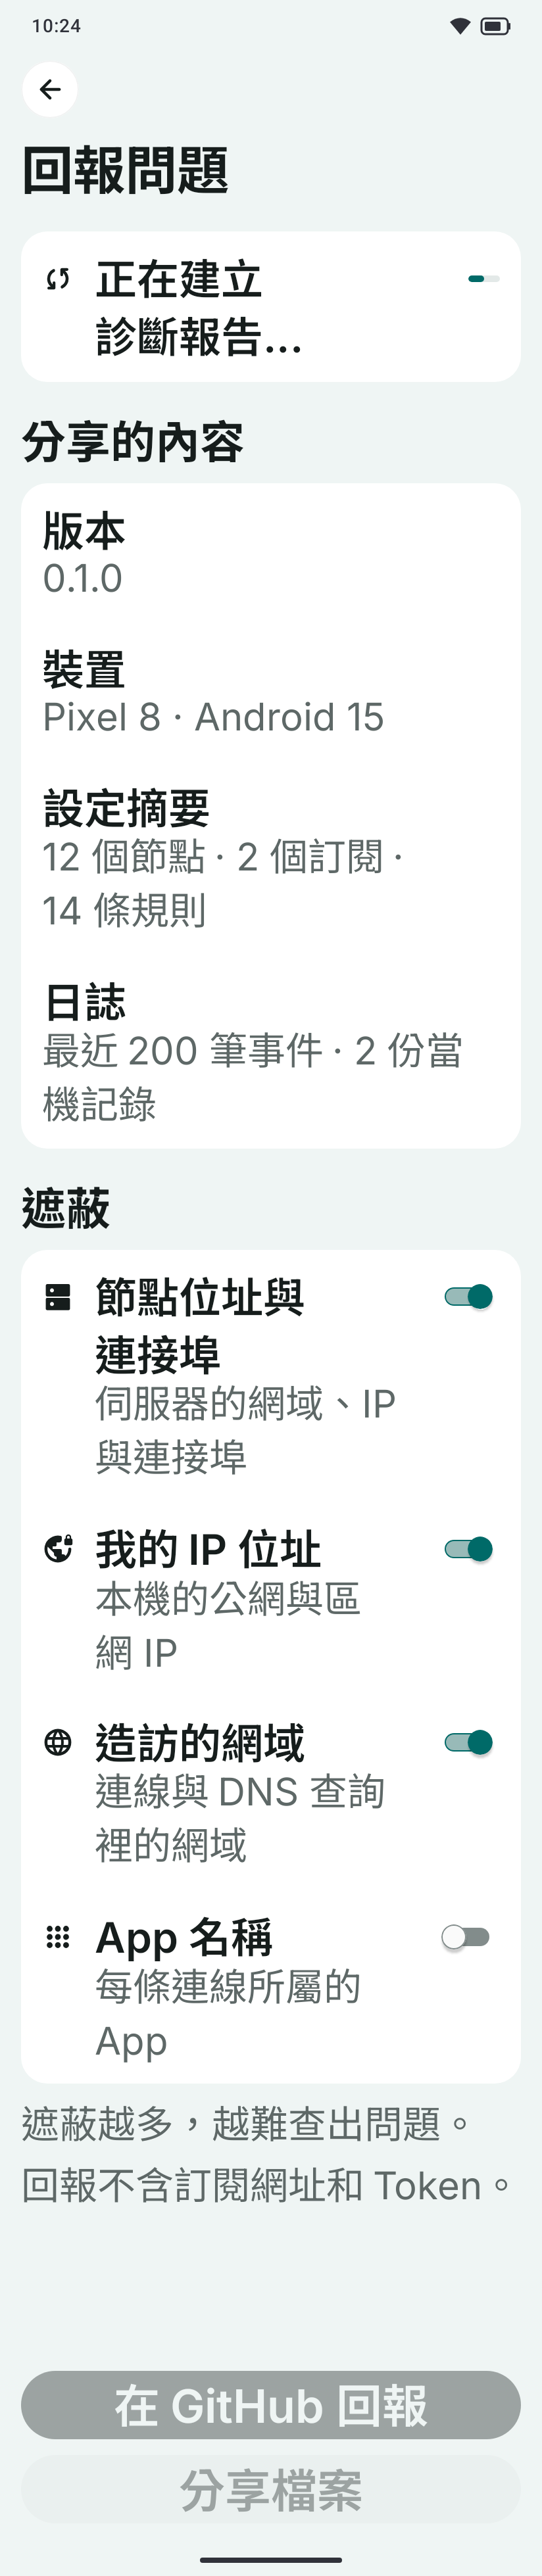 10:24
回報問題
正在建立
診斷報告…
分享的內容
版本
0.1.0
裝置
Pixel 8 · Android 15
設定摘要
12 個節點 · 2 個訂閱 ·
14 條規則
日誌
最近 200 筆事件 · 2 份當
機記錄
遮蔽
節點位址與
連接埠
伺服器的網域、IP
與連接埠
我的 IP 位址
本機的公網與區
網 IP
造訪的網域
連線與 DNS 查詢
裡的網域
App 名稱
每條連線所屬的
App
遮蔽越多，越難查出問題。
回報不含訂閱網址和 Token。
在 GitHub 回報
分享檔案